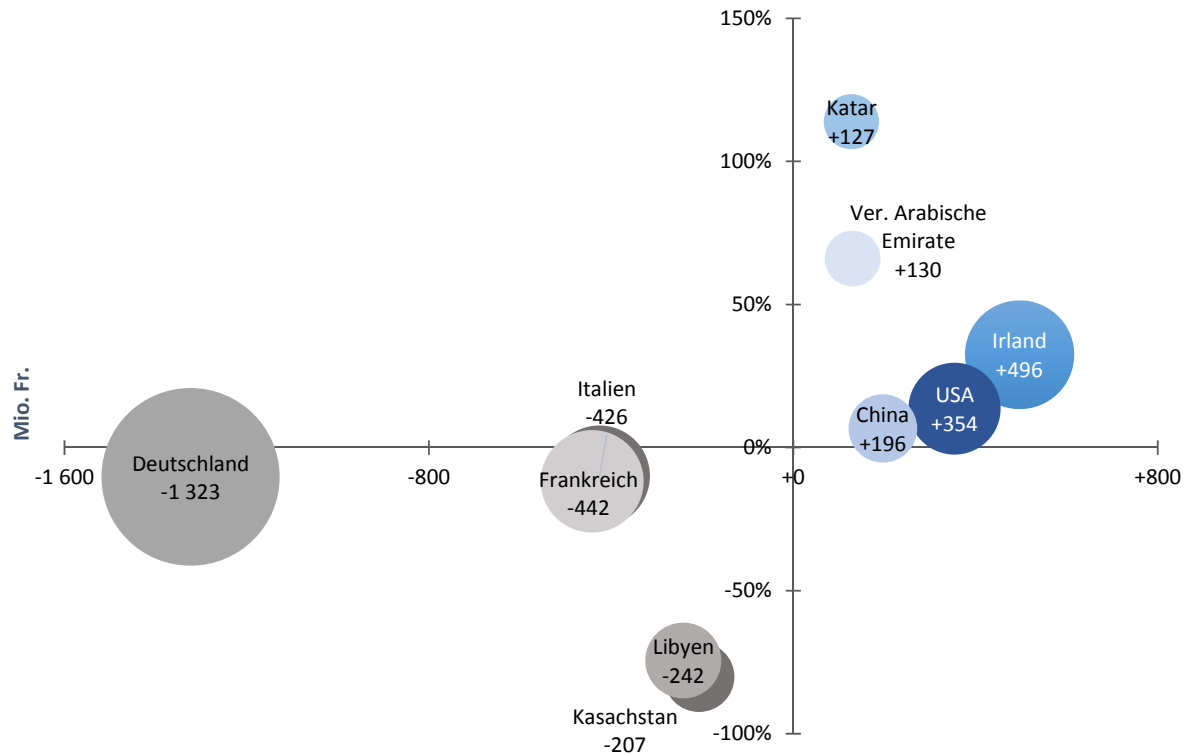 150%
Katar
+127
100%
Ver. Arabische
Emirate
+130
50%
Irland
+496
Mio. Fr.
Italien
-426
USA
+354
China
+196
0%
Deutschland
-1 323
Frankreich
-442
-1 600
-800
+0
+800
-50%
Libyen
-242
Kasachstan
-207
-100%